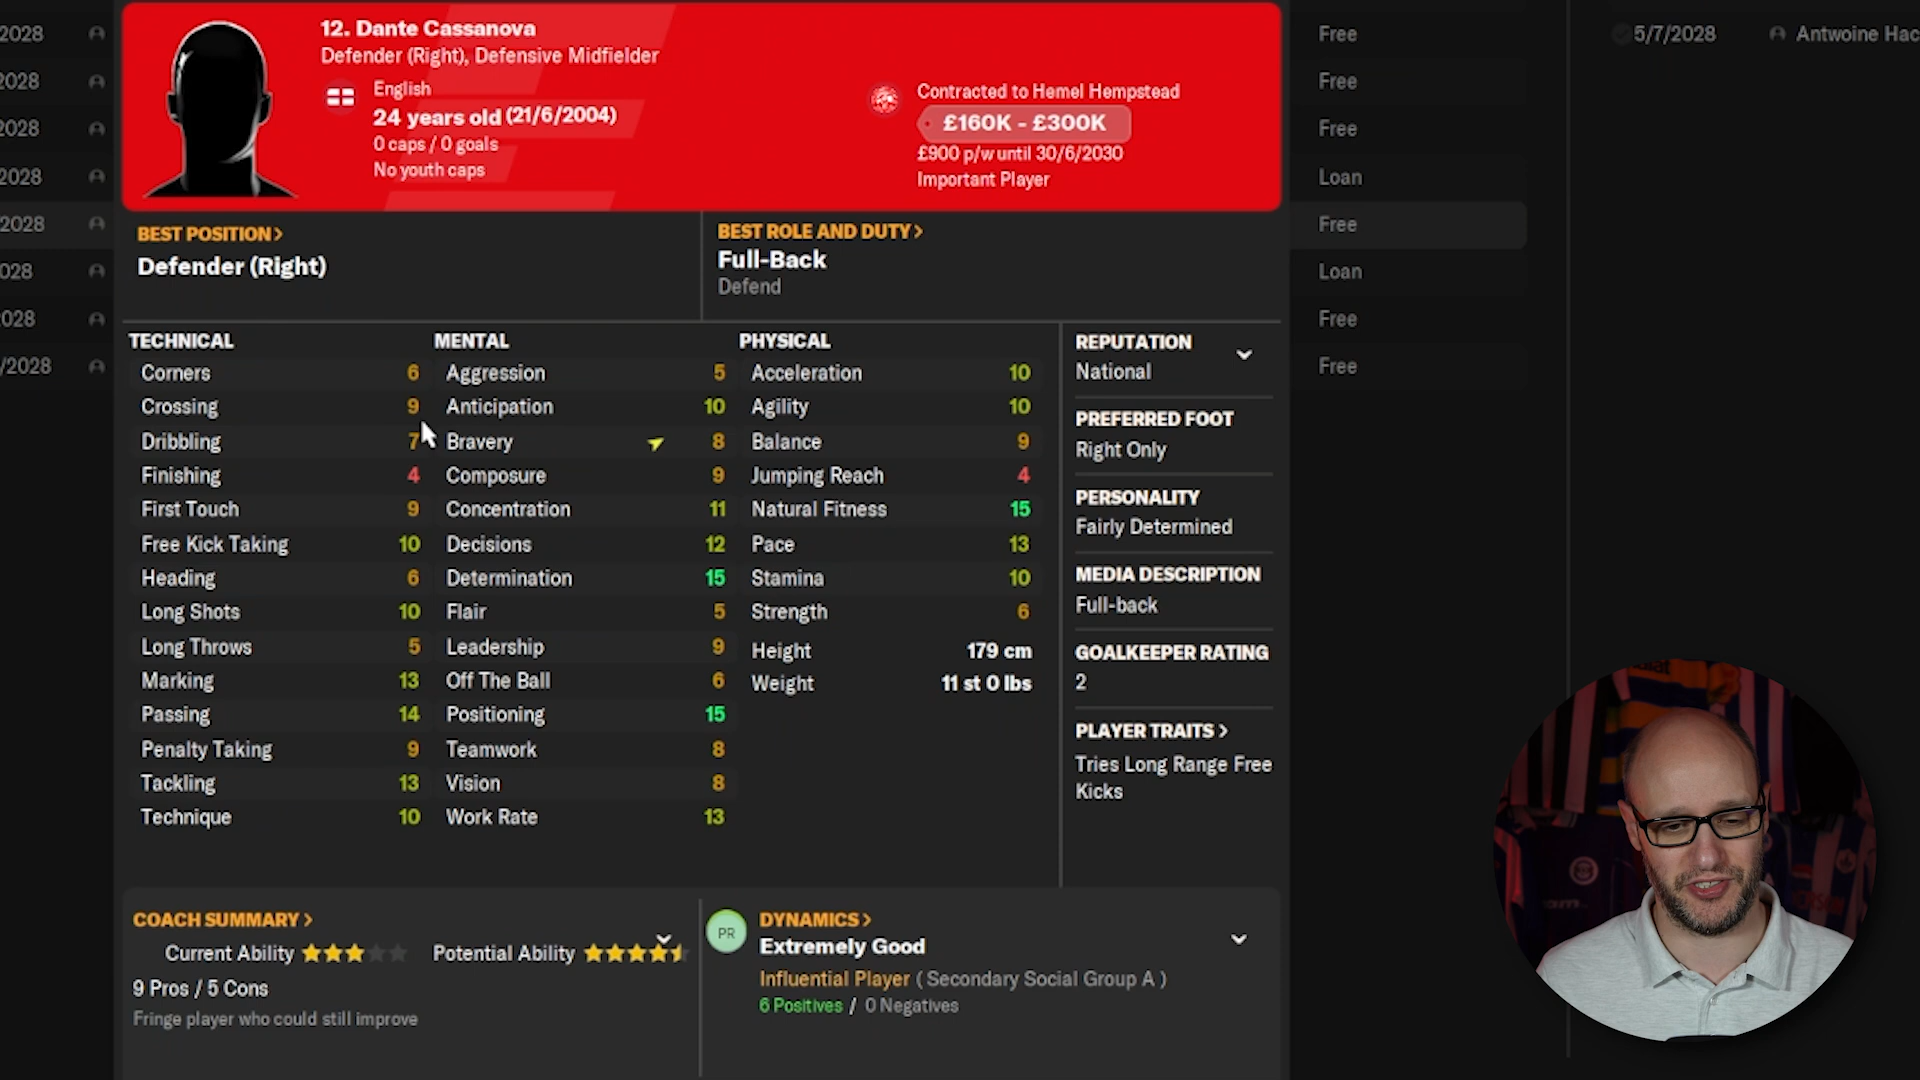 2028
2028
2028
2028
2028
2028
028
/2028
12. Dante Cassanova
Defender (Right), Defensive Midfielder
English
24 years old (21/6/2004)
0 caps / 0 goals
No youth caps
Contracted to Hemel Hempstead
£160K - £300K
£900 p/w until 30/6/2030
Important Player
BEST POSITION >
Defender (Right)
BEST ROLE AND DUTY >
Full-Back
Defend
TECHNICAL
Corners 6
Crossing 9
Dribbling 7
Finishing 4
First Touch 9
Free Kick Taking 10
Heading 6
Long Shots 10
Long Throws 5
Marking 13
Passing 14
Penalty Taking 9
Tackling 13
Technique 10
MENTAL
Aggression 5
Anticipation 10
Bravery 8
Composure 9
Concentration 11
Decisions 12
Determination 15
Flair 5
Leadership 9
Off The Ball 6
Positioning 15
Teamwork 8
Vision 8
Work Rate 13
PHYSICAL
Acceleration 10
Agility 10
Balance 9
Jumping Reach 4
Natural Fitness 15
Pace 13
Stamina 10
Strength 6
Height 179 cm
Weight 11 st 0 lbs
REPUTATION
National
PREFERRED FOOT
Right Only
PERSONALITY
Fairly Determined
MEDIA DESCRIPTION
Full-back
GOALKEEPER RATING
2
PLAYER TRAITS >
Tries Long Range Free
Kicks
COACH SUMMARY >
Current Ability
Potential Ability
9 Pros / 5 Cons
Fringe player who could still improve
PR
DYNAMICS >
Extremely Good
Influential Player ( Secondary Social Group A )
6 Positives / 0 Negatives
Free
Free
Free
Loan
Free
Loan
Free
Free
5/7/2028
Antwoine Hac